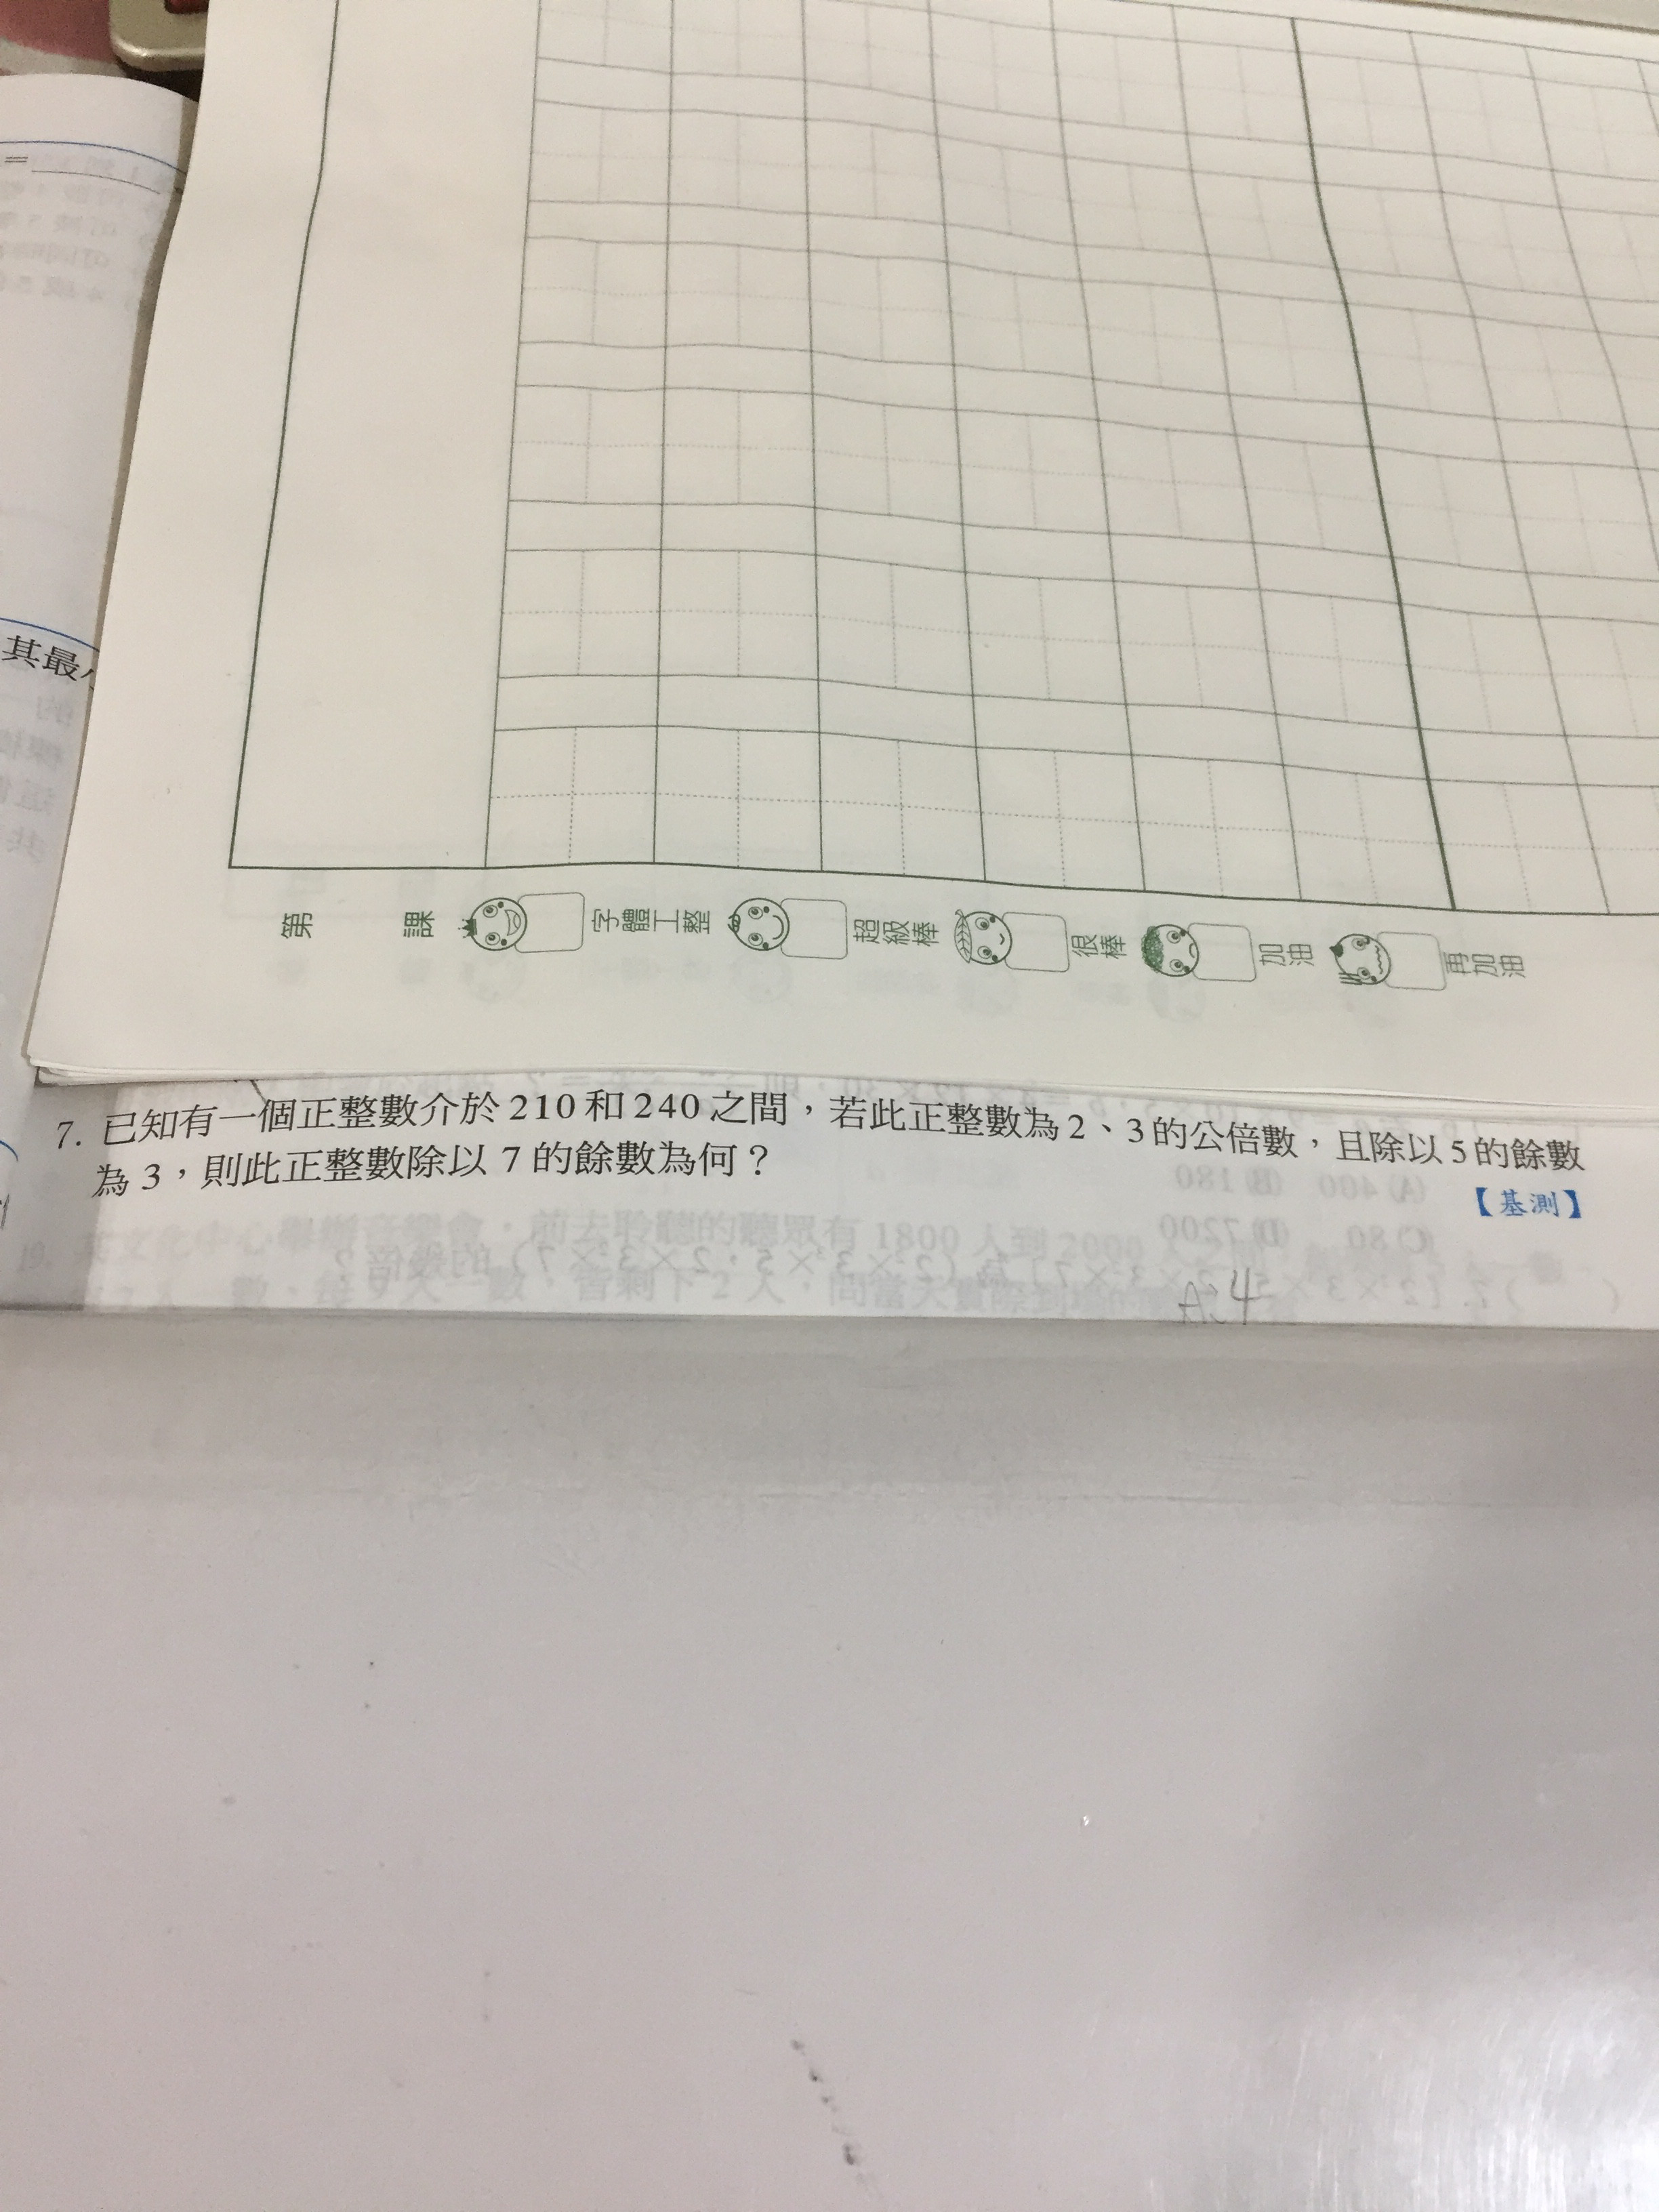 其最
第 課 字體工整 超級棒 很棒 加油 再加油
7. 已知有一個正整數介於 210 和 240 之間，若此正整數為 2、3 的公倍數，且除以 5 的餘數
為 3，則此正整數除以 7 的餘數為何？
【基測】
A:4